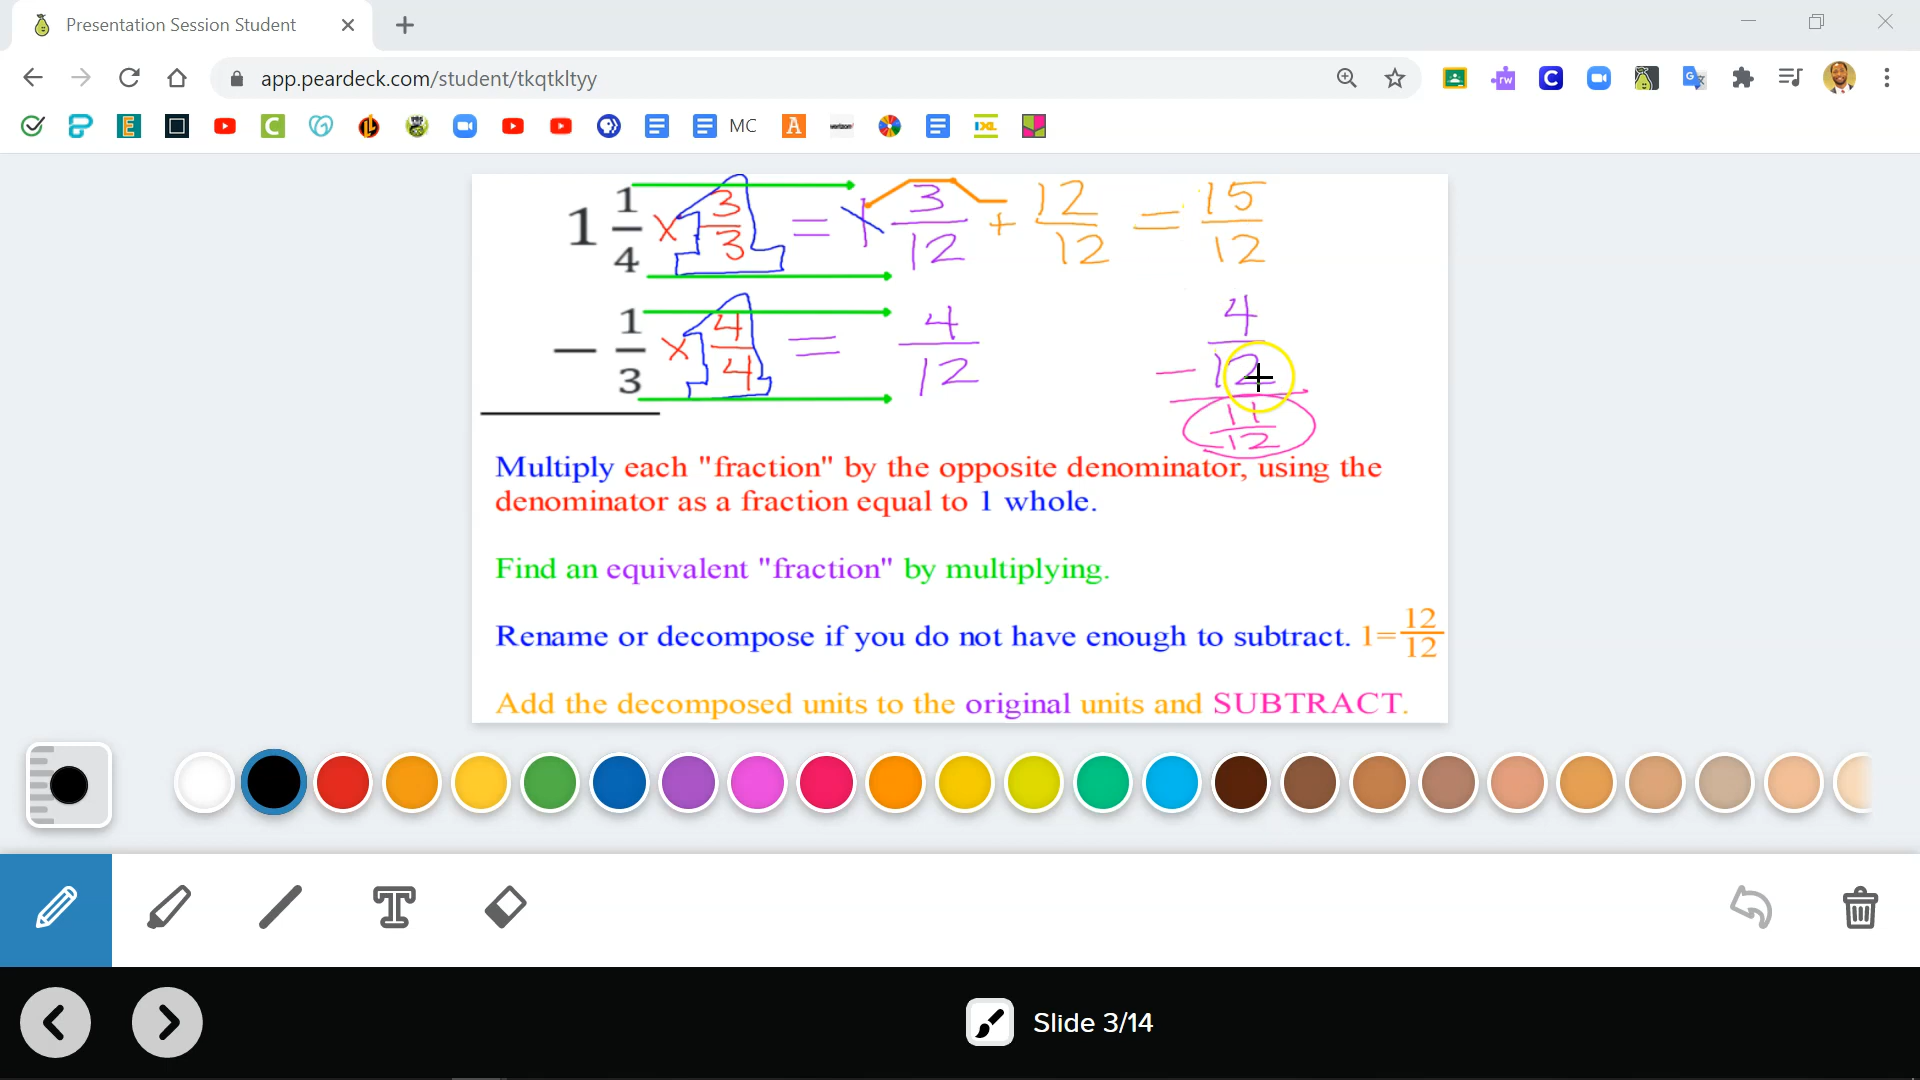 Presentation Session Student
app.peardeck.com/student/tkqtkltyy
MC
1 1/4 × 3/3 = 1 3/12 + 12/12 = 15/12
− 1/3 × 4/4 = 4/12 − 4/12
11/12
Multiply each "fraction" by the opposite denominator, using the
denominator as a fraction equal to 1 whole.
Find an equivalent "fraction" by multiplying.
Rename or decompose if you do not have enough to subtract. 1=12/12
Add the decomposed units to the original units and SUBTRACT.
Slide 3/14